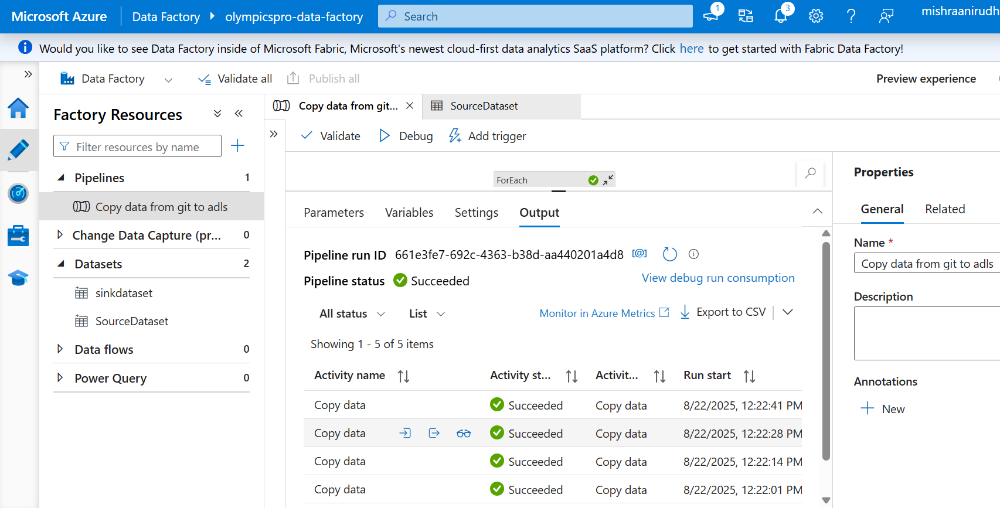 Microsoft Azure Data Factory olympicspro-data-factory Search 1 3 mishraanirudh
Would you like to see Data Factory inside of Microsoft Fabric, Microsoft's newest cloud-first data analytics SaaS platform? Click here to get started with Fabric Data Factory!
Data Factory Validate all Publish all Preview experience
Factory Resources
Filter resources by name
Pipelines 1
Copy data from git to adls
Change Data Capture (pr... 0
Datasets 2
sinkdataset
SourceDataset
Data flows 0
Power Query 0
Copy data from git... SourceDataset
Validate Debug Add trigger
ForEach
Parameters Variables Settings Output
Pipeline run ID 661e3fe7-692c-4363-b38d-aa440201a4d8 [@]
Pipeline status Succeeded View debug run consumption
All status List Monitor in Azure Metrics Export to CSV
Showing 1 - 5 of 5 items
Activity name Activity st... Activit... Run start
Copy data Succeeded Copy data 8/22/2025, 12:22:41 PM
Copy data Succeeded Copy data 8/22/2025, 12:22:28 PM
Copy data Succeeded Copy data 8/22/2025, 12:22:14 PM
Copy data Succeeded Copy data 8/22/2025, 12:22:01 PM
Properties
General Related
Name *
Copy data from git to adls
Description
Annotations
New